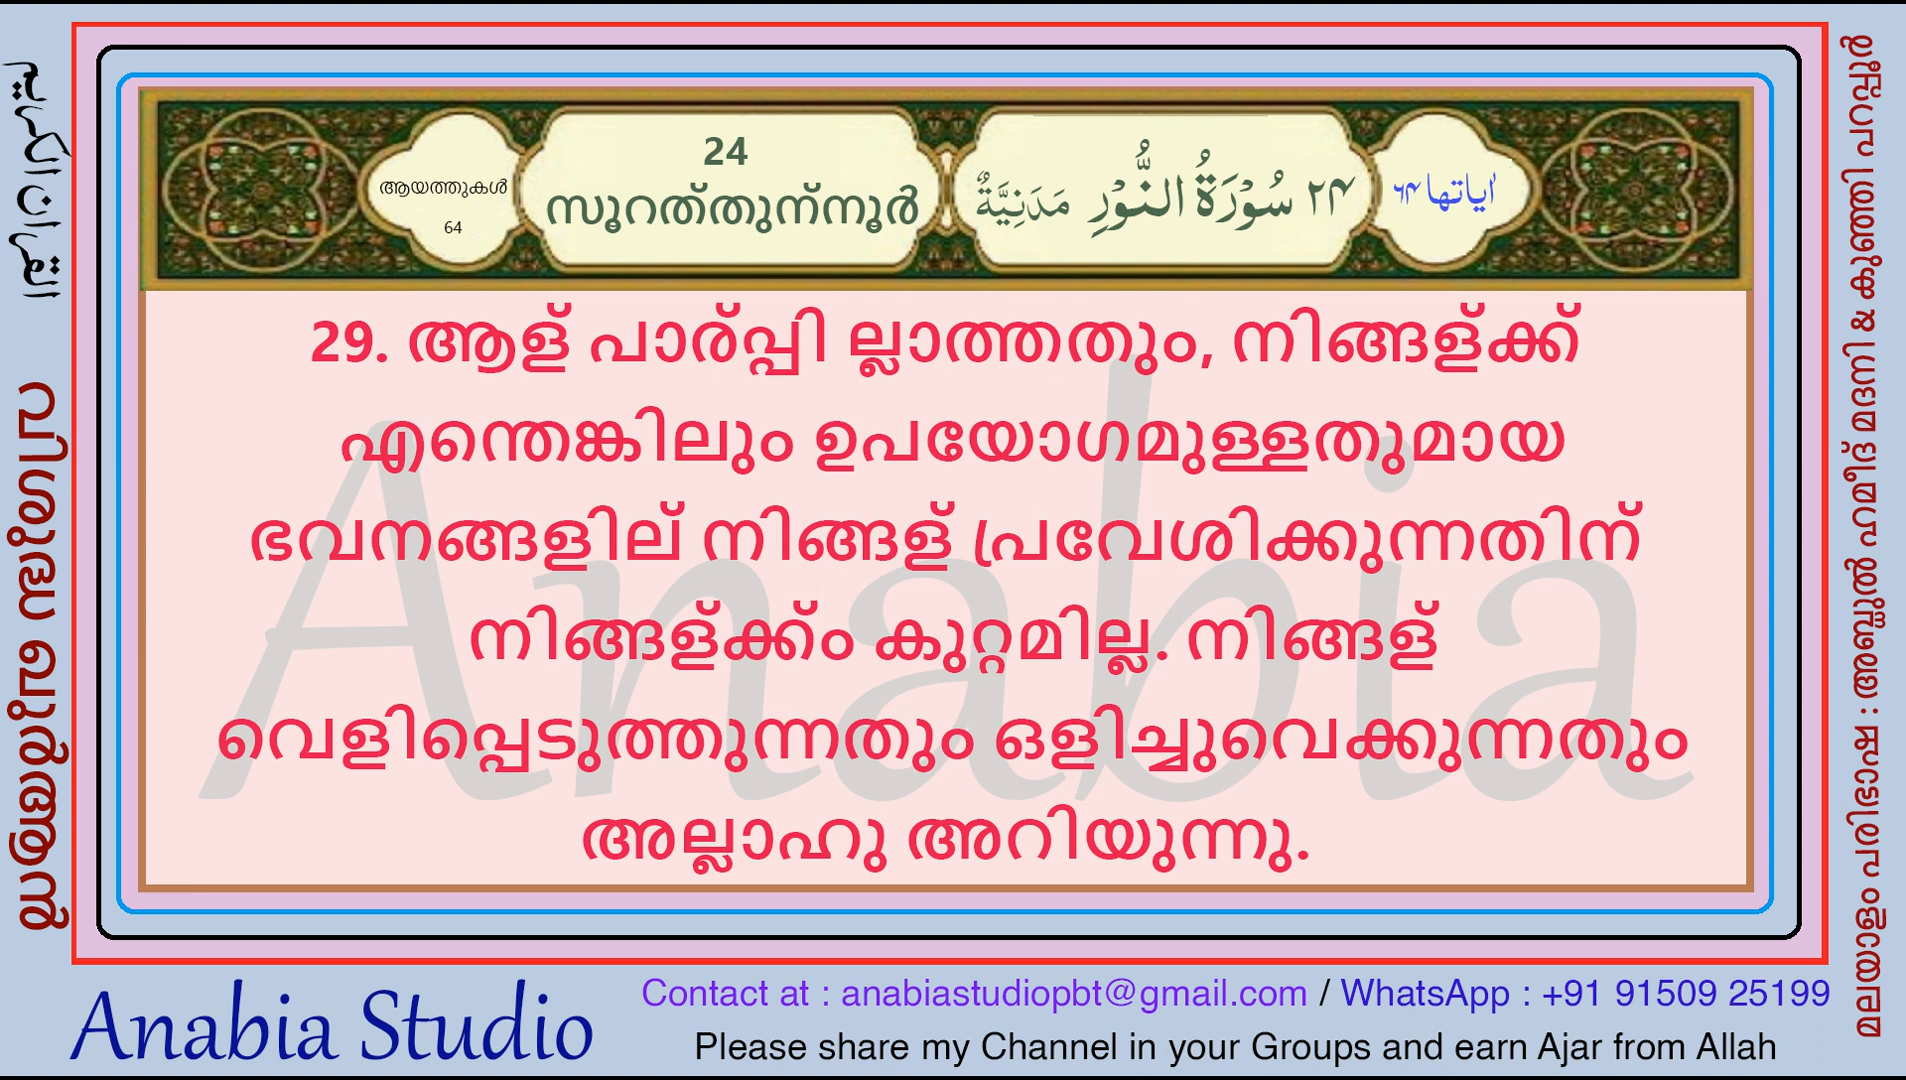 القرآن الكريم
വിശുദ്ധ ഖുർആൻ
ആയത്തുകൾ
64
24
സൂറത്തുന്നൂർ
٢٤ سُوْرَةُ النُّوْرِ مَدَنِيَّةٌ
اٰياتها ٦٤
29. ആള് പാര്പ്പി ല്ലാത്തതും, നിങ്ങള്ക്ക്
എന്തെങ്കിലും ഉപയോഗമുള്ളതുമായ
ഭവനങ്ങളില് നിങ്ങള് പ്രവേശിക്കുന്നതിന്
നിങ്ങള്ക്ക്ം കുറ്റമില്ല. നിങ്ങള്
വെളിപ്പെടുത്തുന്നതും ഒളിച്ചുവെക്കുന്നതും
അല്ലാഹു അറിയുന്നു.
Anabia
മലയാളം പരിഭാഷ : അബ്ദുൽ ഹമീദ് മദനി & കുഞ്ഞി പറപ്പൂർ
Anabia Studio
Contact at : anabiastudiopbt@gmail.com / WhatsApp : +91 91509 25199
Please share my Channel in your Groups and earn Ajar from Allah